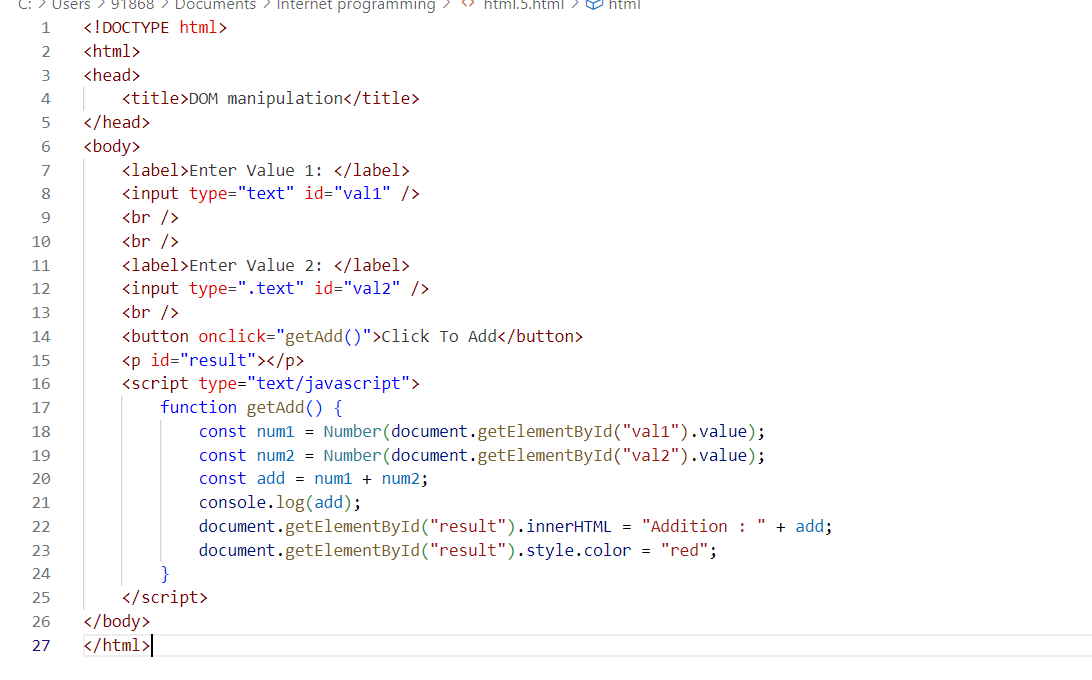 C: > Users > 91868 > Documents > Internet programming > <> html.5.html > html
1 <!DOCTYPE html>
2 <html>
3 <head>
4     <title>DOM manipulation</title>
5 </head>
6 <body>
7     <label>Enter Value 1: </label>
8     <input type="text" id="val1" />
9     <br />
10     <br />
11     <label>Enter Value 2: </label>
12     <input type=".text" id="val2" />
13     <br />
14     <button onclick="getAdd()">Click To Add</button>
15     <p id="result"></p>
16     <script type="text/javascript">
17         function getAdd() {
18             const num1 = Number(document.getElementById("val1").value);
19             const num2 = Number(document.getElementById("val2").value);
20             const add = num1 + num2;
21             console.log(add);
22             document.getElementById("result").innerHTML = "Addition : " + add;
23             document.getElementById("result").style.color = "red";
24         }
25     </script>
26 </body>
27 </html>